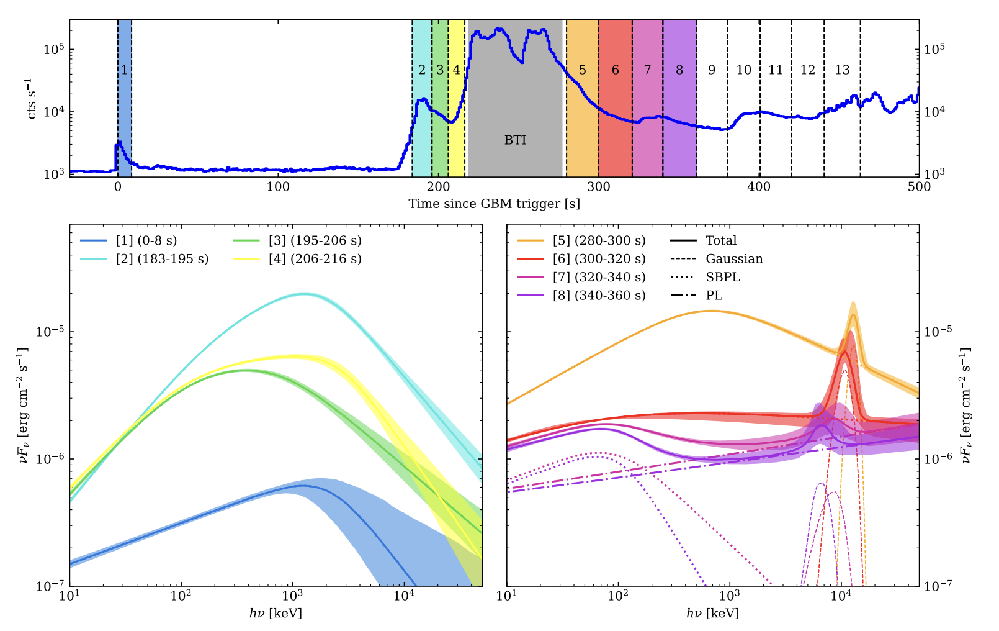 10⁵
10⁴
10³
cts s⁻¹
1 2 3 4 5 6 7 8 9 10 11 12 13
BTI
10⁵
10⁴
10³
0 100 200 300 400 500
Time since GBM trigger [s]
[1] (0-8 s) [3] (195-206 s)
[2] (183-195 s) [4] (206-216 s)
10⁻⁵
10⁻⁶
10⁻⁷
νFν [erg cm⁻² s⁻¹]
10¹ 10² 10³ 10⁴
hν [keV]
[5] (280-300 s) Total
[6] (300-320 s) Gaussian
[7] (320-340 s) SBPL
[8] (340-360 s) PL
10⁻⁵
10⁻⁶
10⁻⁷
νFν [erg cm⁻² s⁻¹]
10¹ 10² 10³ 10⁴
hν [keV]